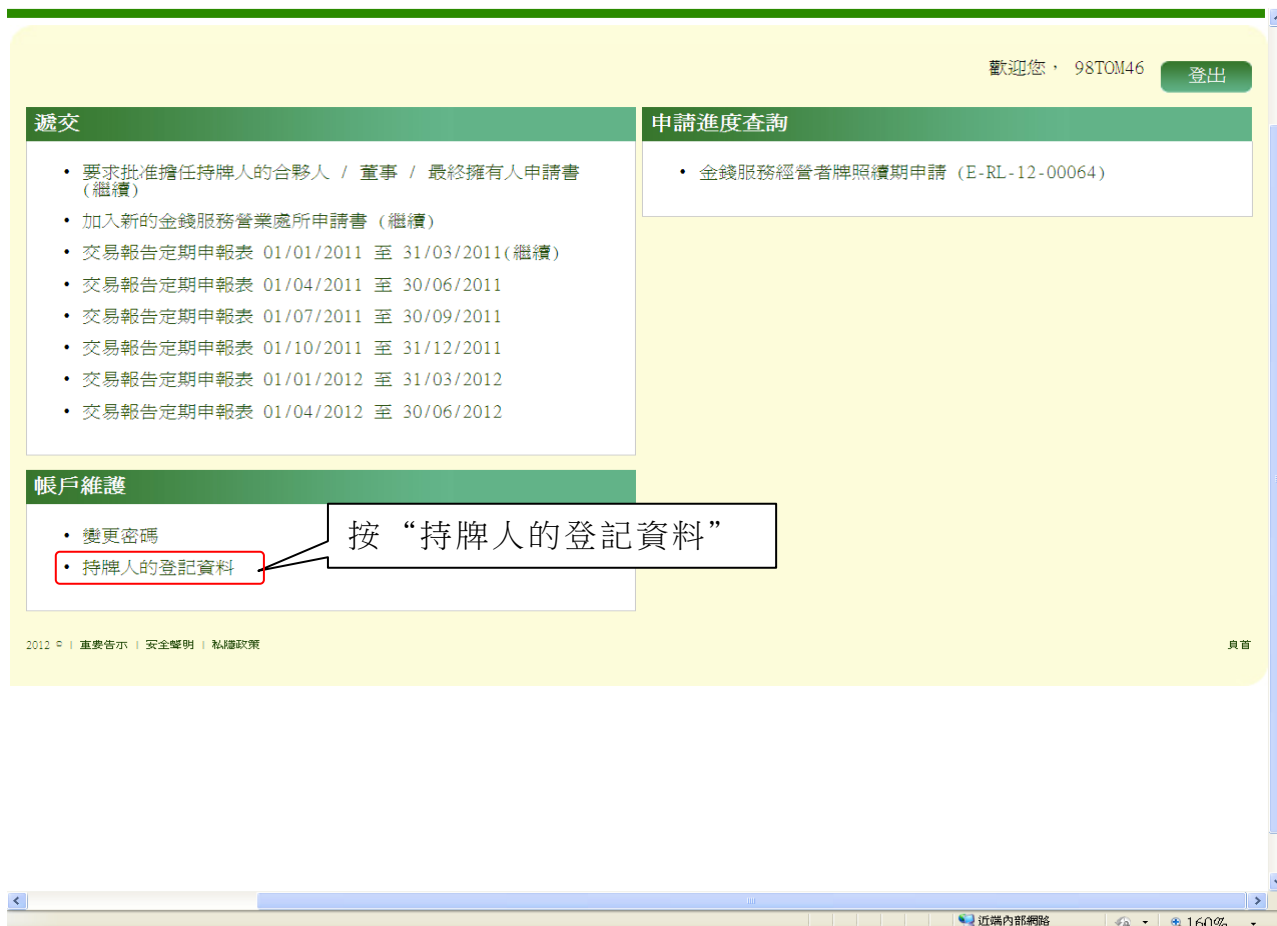 歡迎您， 98TOM46
登出
遞交
• 要求批准擔任持牌人的合夥人 / 董事 / 最終擁有人申請書
(繼續)
• 加入新的金錢服務營業處所申請書 (繼續)
• 交易報告定期申報表 01/01/2011 至 31/03/2011(繼續)
• 交易報告定期申報表 01/04/2011 至 30/06/2011
• 交易報告定期申報表 01/07/2011 至 30/09/2011
• 交易報告定期申報表 01/10/2011 至 31/12/2011
• 交易報告定期申報表 01/01/2012 至 31/03/2012
• 交易報告定期申報表 01/04/2012 至 30/06/2012
申請進度查詢
• 金錢服務經營者牌照續期申請 (E-RL-12-00064)
帳戶維護
• 變更密碼
• 持牌人的登記資料
按“持牌人的登記資料”
2012 © | 重要告示 | 安全聲明 | 私隱政策
頁首
近端內部網路
160%